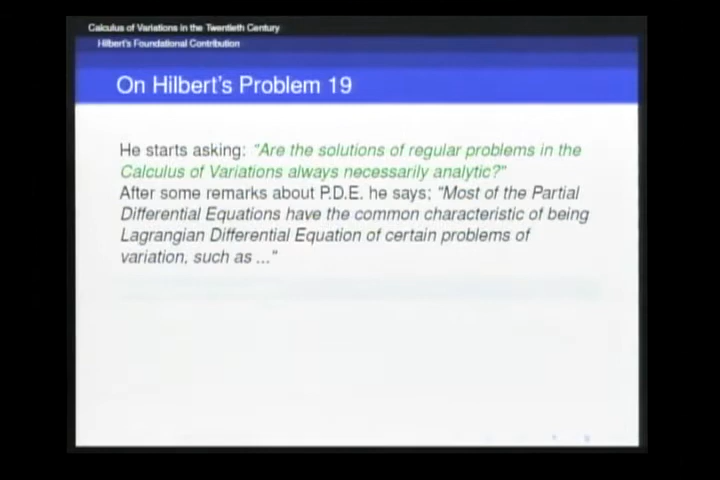 Calculus of Variations in the Twentieth Century
Hilbert's Foundational Contribution
On Hilbert's Problem 19
He starts asking: "Are the solutions of regular problems in the
Calculus of Variations always necessarily analytic?"
After some remarks about P.D.E. he says; "Most of the Partial
Differential Equations have the common characteristic of being
Lagrangian Differential Equation of certain problems of
variation, such as ..."